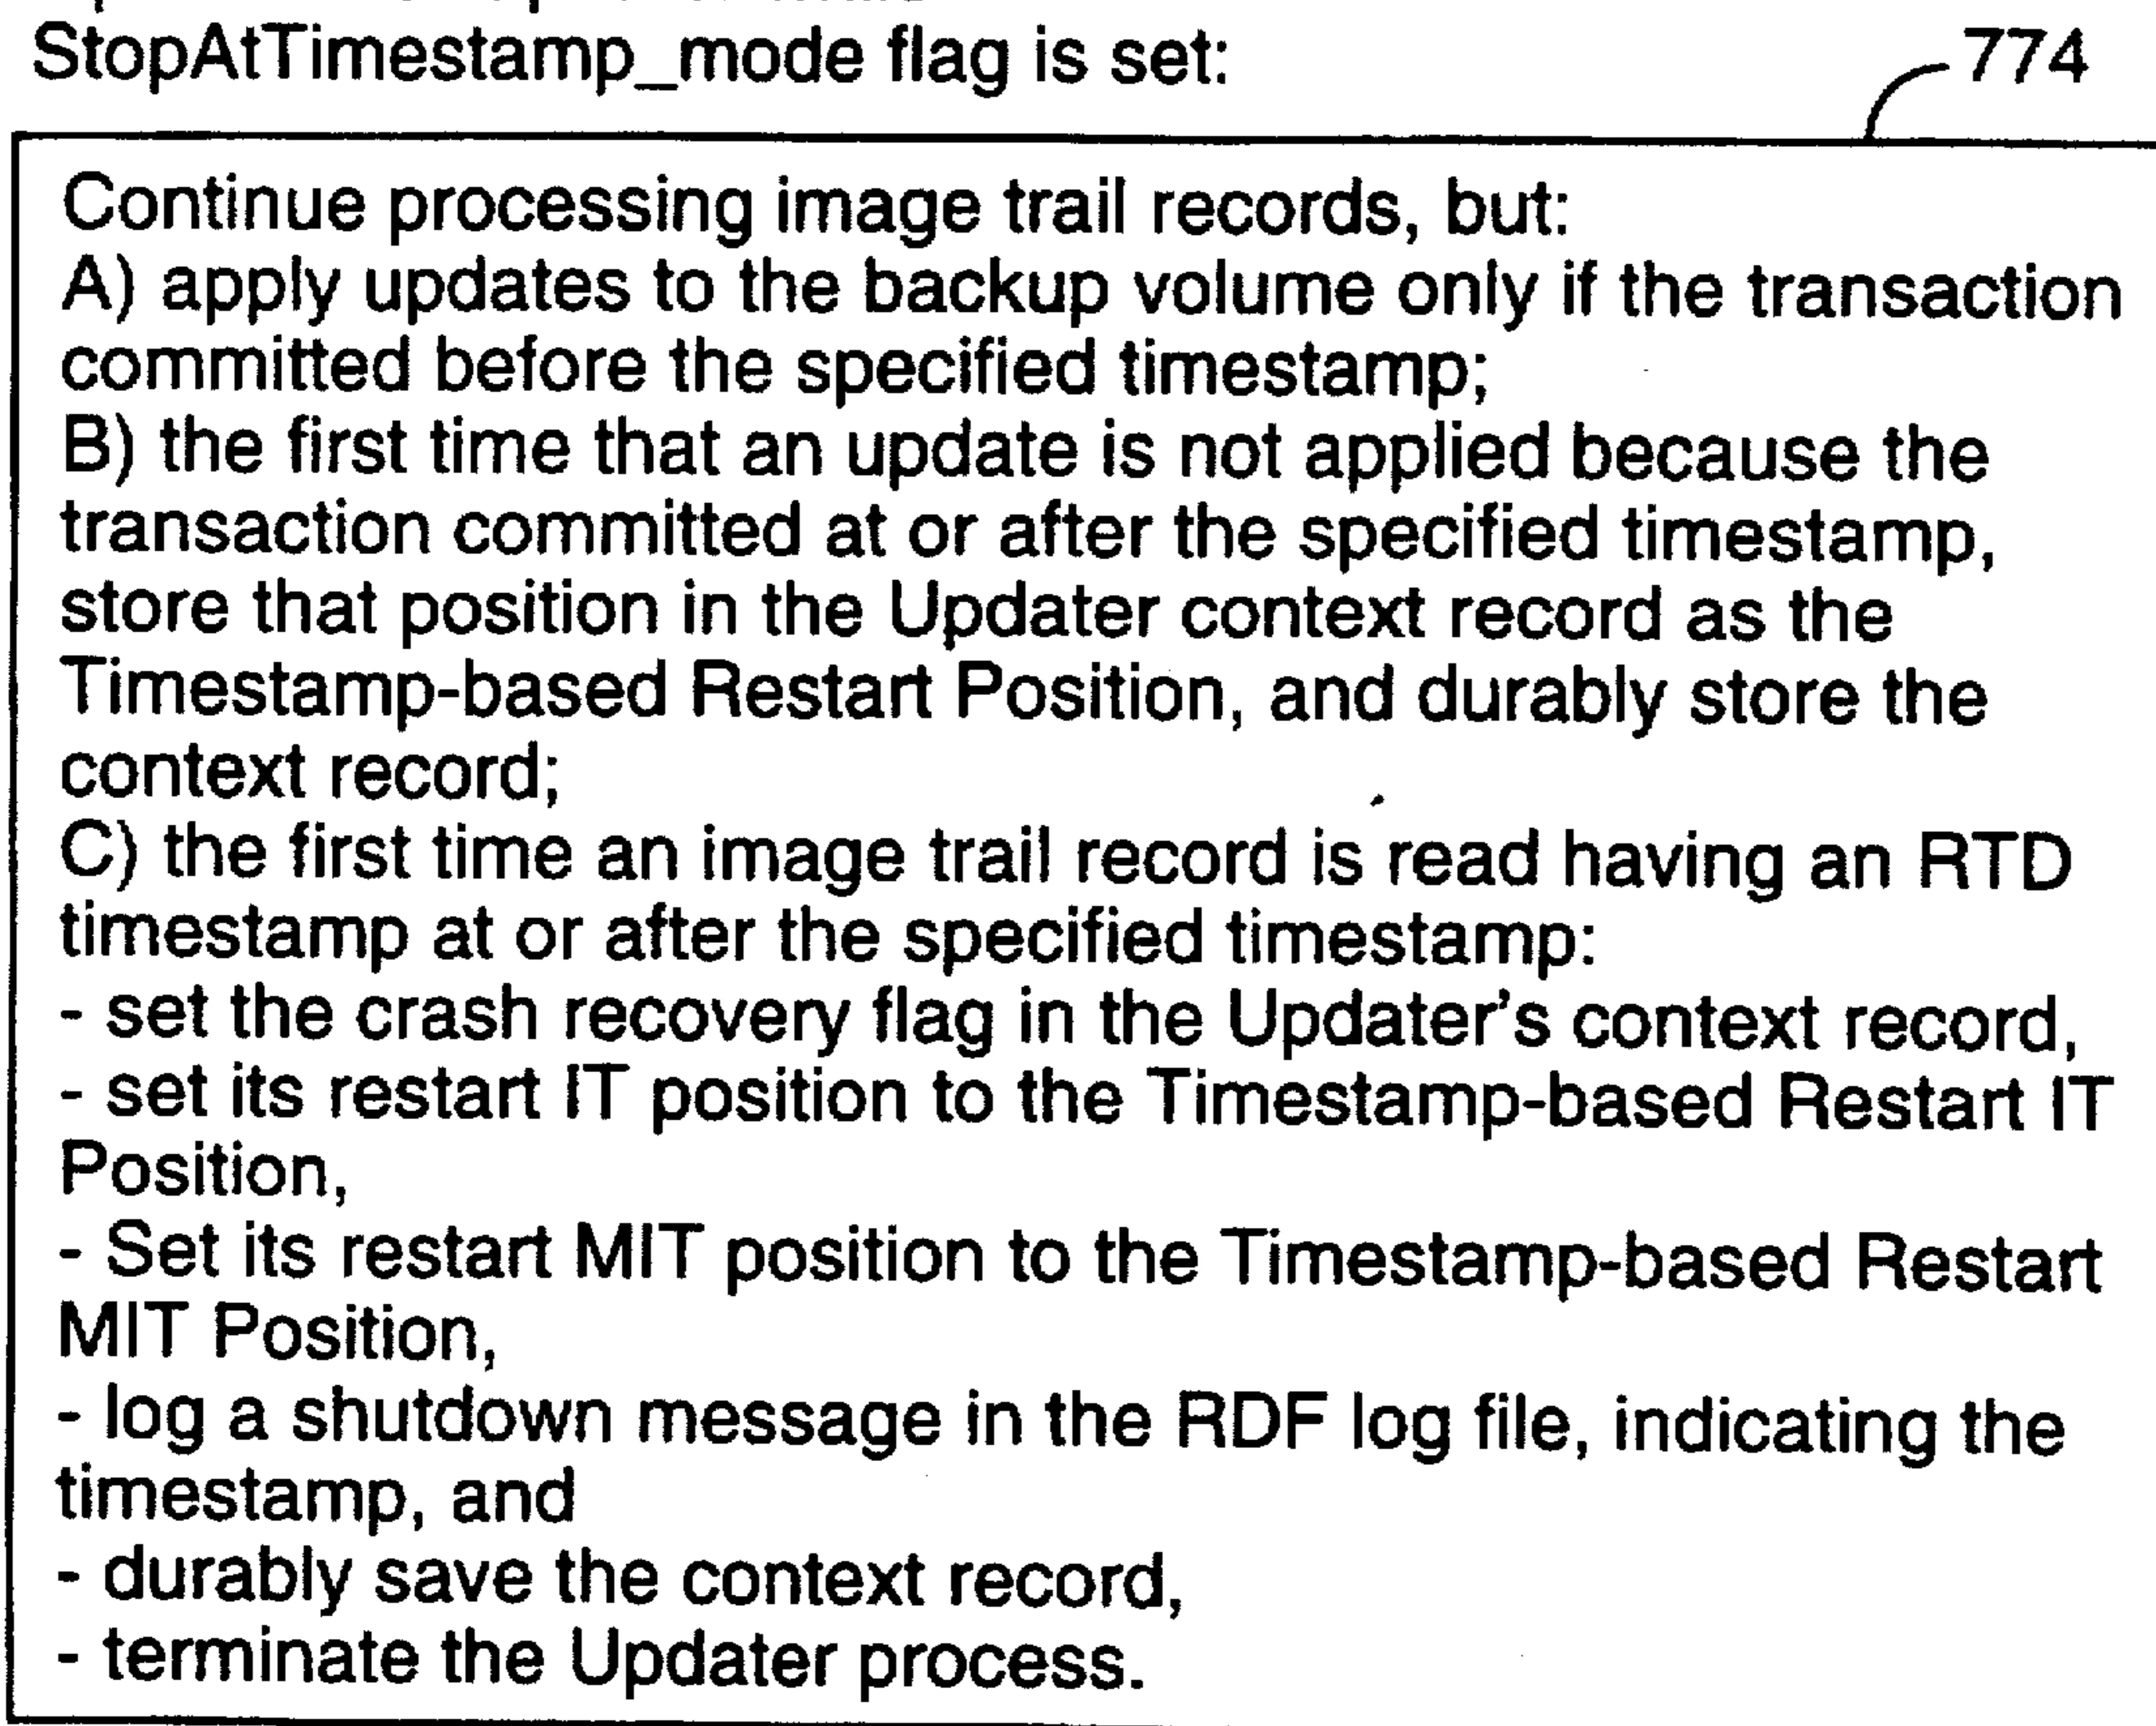 StopAtTimestamp_mode flag is set:
774
Continue processing image trail records, but:
A) apply updates to the backup volume only if the transaction
committed before the specified timestamp;
B) the first time that an update is not applied because the
transaction committed at or after the specified timestamp,
store that position in the Updater context record as the
Timestamp-based Restart Position, and durably store the
context record;
C) the first time an image trail record is read having an RTD
timestamp at or after the specified timestamp:
- set the crash recovery flag in the Updater's context record,
- set its restart IT position to the Timestamp-based Restart IT
Position,
- Set its restart MIT position to the Timestamp-based Restart
MIT Position,
- log a shutdown message in the RDF log file, indicating the
timestamp, and
- durably save the context record,
- terminate the Updater process.